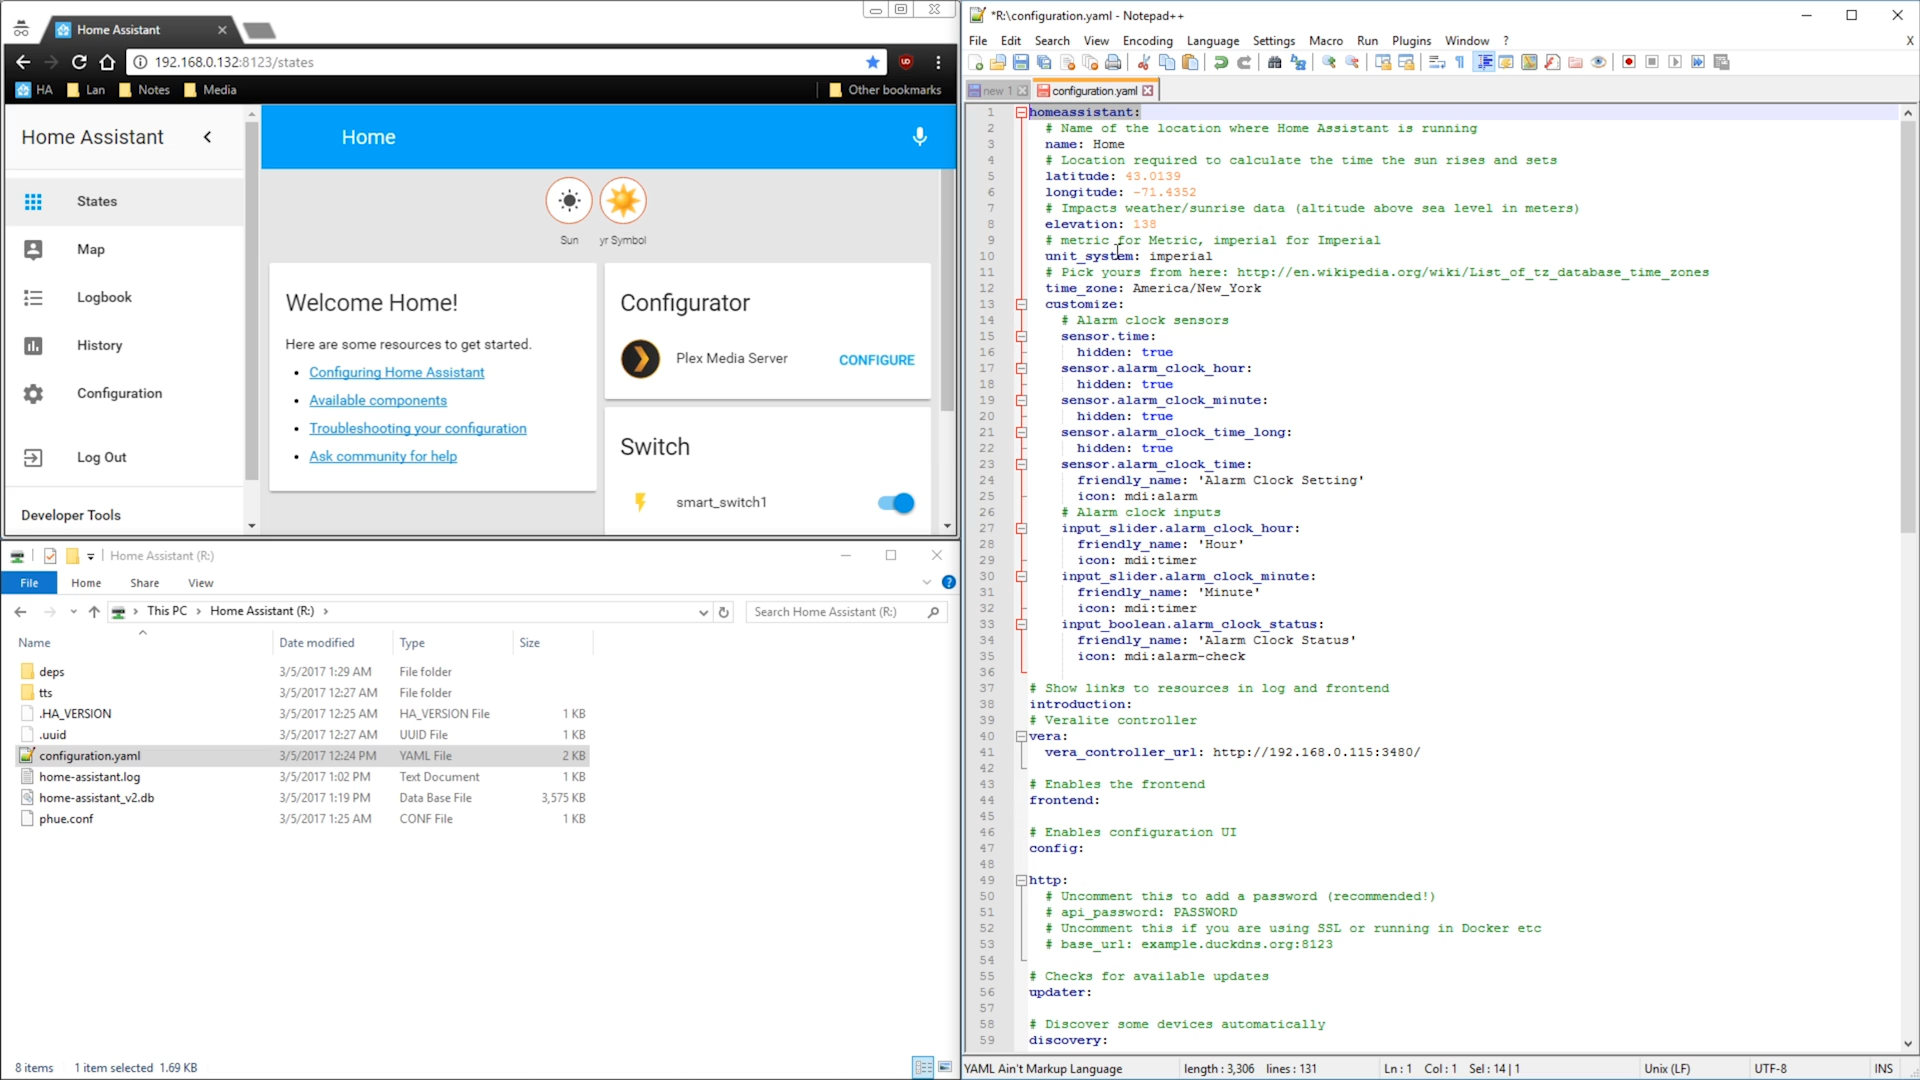 Home Assistant
192.168.0.132:8123/states
HA Lan Notes Media Other bookmarks
Home Assistant
States
Map
Logbook
History
Configuration
Log Out
Developer Tools
Home
Sun yr Symbol
Welcome Home!
Here are some resources to get started.
Configuring Home Assistant
Available components
Troubleshooting your configuration
Ask community for help
Configurator
Plex Media Server CONFIGURE
Switch
smart_switch1
Home Assistant (R:)
File Home Share View
This PC Home Assistant (R:) Search Home Assistant (R:)
Name Date modified Type Size
deps 3/5/2017 1:29 AM File folder
tts 3/5/2017 12:27 AM File folder
.HA_VERSION 3/5/2017 12:25 AM HA_VERSION File 1 KB
.uuid 3/5/2017 12:27 AM UUID File 1 KB
configuration.yaml 3/5/2017 12:24 PM YAML File 2 KB
home-assistant.log 3/5/2017 1:02 PM Text Document 1 KB
home-assistant_v2.db 3/5/2017 1:19 PM Data Base File 3,575 KB
phue.conf 3/5/2017 1:25 AM CONF File 1 KB
8 items 1 item selected 1.69 KB
*R:\configuration.yaml - Notepad++
File Edit Search View Encoding Language Settings Macro Run Plugins Window ? X
new 1 configuration.yaml
1 homeassistant:
2 # Name of the location where Home Assistant is running
3 name: Home
4 # Location required to calculate the time the sun rises and sets
5 latitude: 43.0139
6 longitude: -71.4352
7 # Impacts weather/sunrise data (altitude above sea level in meters)
8 elevation: 138
9 # metric for Metric, imperial for Imperial
10 unit_system: imperial
11 # Pick yours from here: http://en.wikipedia.org/wiki/List_of_tz_database_time_zones
12 time_zone: America/New_York
13 customize:
14 # Alarm clock sensors
15 sensor.time:
16 hidden: true
17 sensor.alarm_clock_hour:
18 hidden: true
19 sensor.alarm_clock_minute:
20 hidden: true
21 sensor.alarm_clock_time_long:
22 hidden: true
23 sensor.alarm_clock_time:
24 friendly_name: 'Alarm Clock Setting'
25 icon: mdi:alarm
26 # Alarm clock inputs
27 input_slider.alarm_clock_hour:
28 friendly_name: 'Hour'
29 icon: mdi:timer
30 input_slider.alarm_clock_minute:
31 friendly_name: 'Minute'
32 icon: mdi:timer
33 input_boolean.alarm_clock_status:
34 friendly_name: 'Alarm Clock Status'
35 icon: mdi:alarm-check
36
37 # Show links to resources in log and frontend
38 introduction:
39 # Veralite controller
40 vera:
41 vera_controller_url: http://192.168.0.115:3480/
42
43 # Enables the frontend
44 frontend:
45
46 # Enables configuration UI
47 config:
48
49 http:
50 # Uncomment this to add a password (recommended!)
51 # api_password: PASSWORD
52 # Uncomment this if you are using SSL or running in Docker etc
53 # base_url: example.duckdns.org:8123
54
55 # Checks for available updates
56 updater:
57
58 # Discover some devices automatically
59 discovery:
YAML Ain't Markup Language length : 3,306 lines : 131 Ln : 1 Col : 1 Sel : 14 | 1 Unix (LF) UTF-8 INS